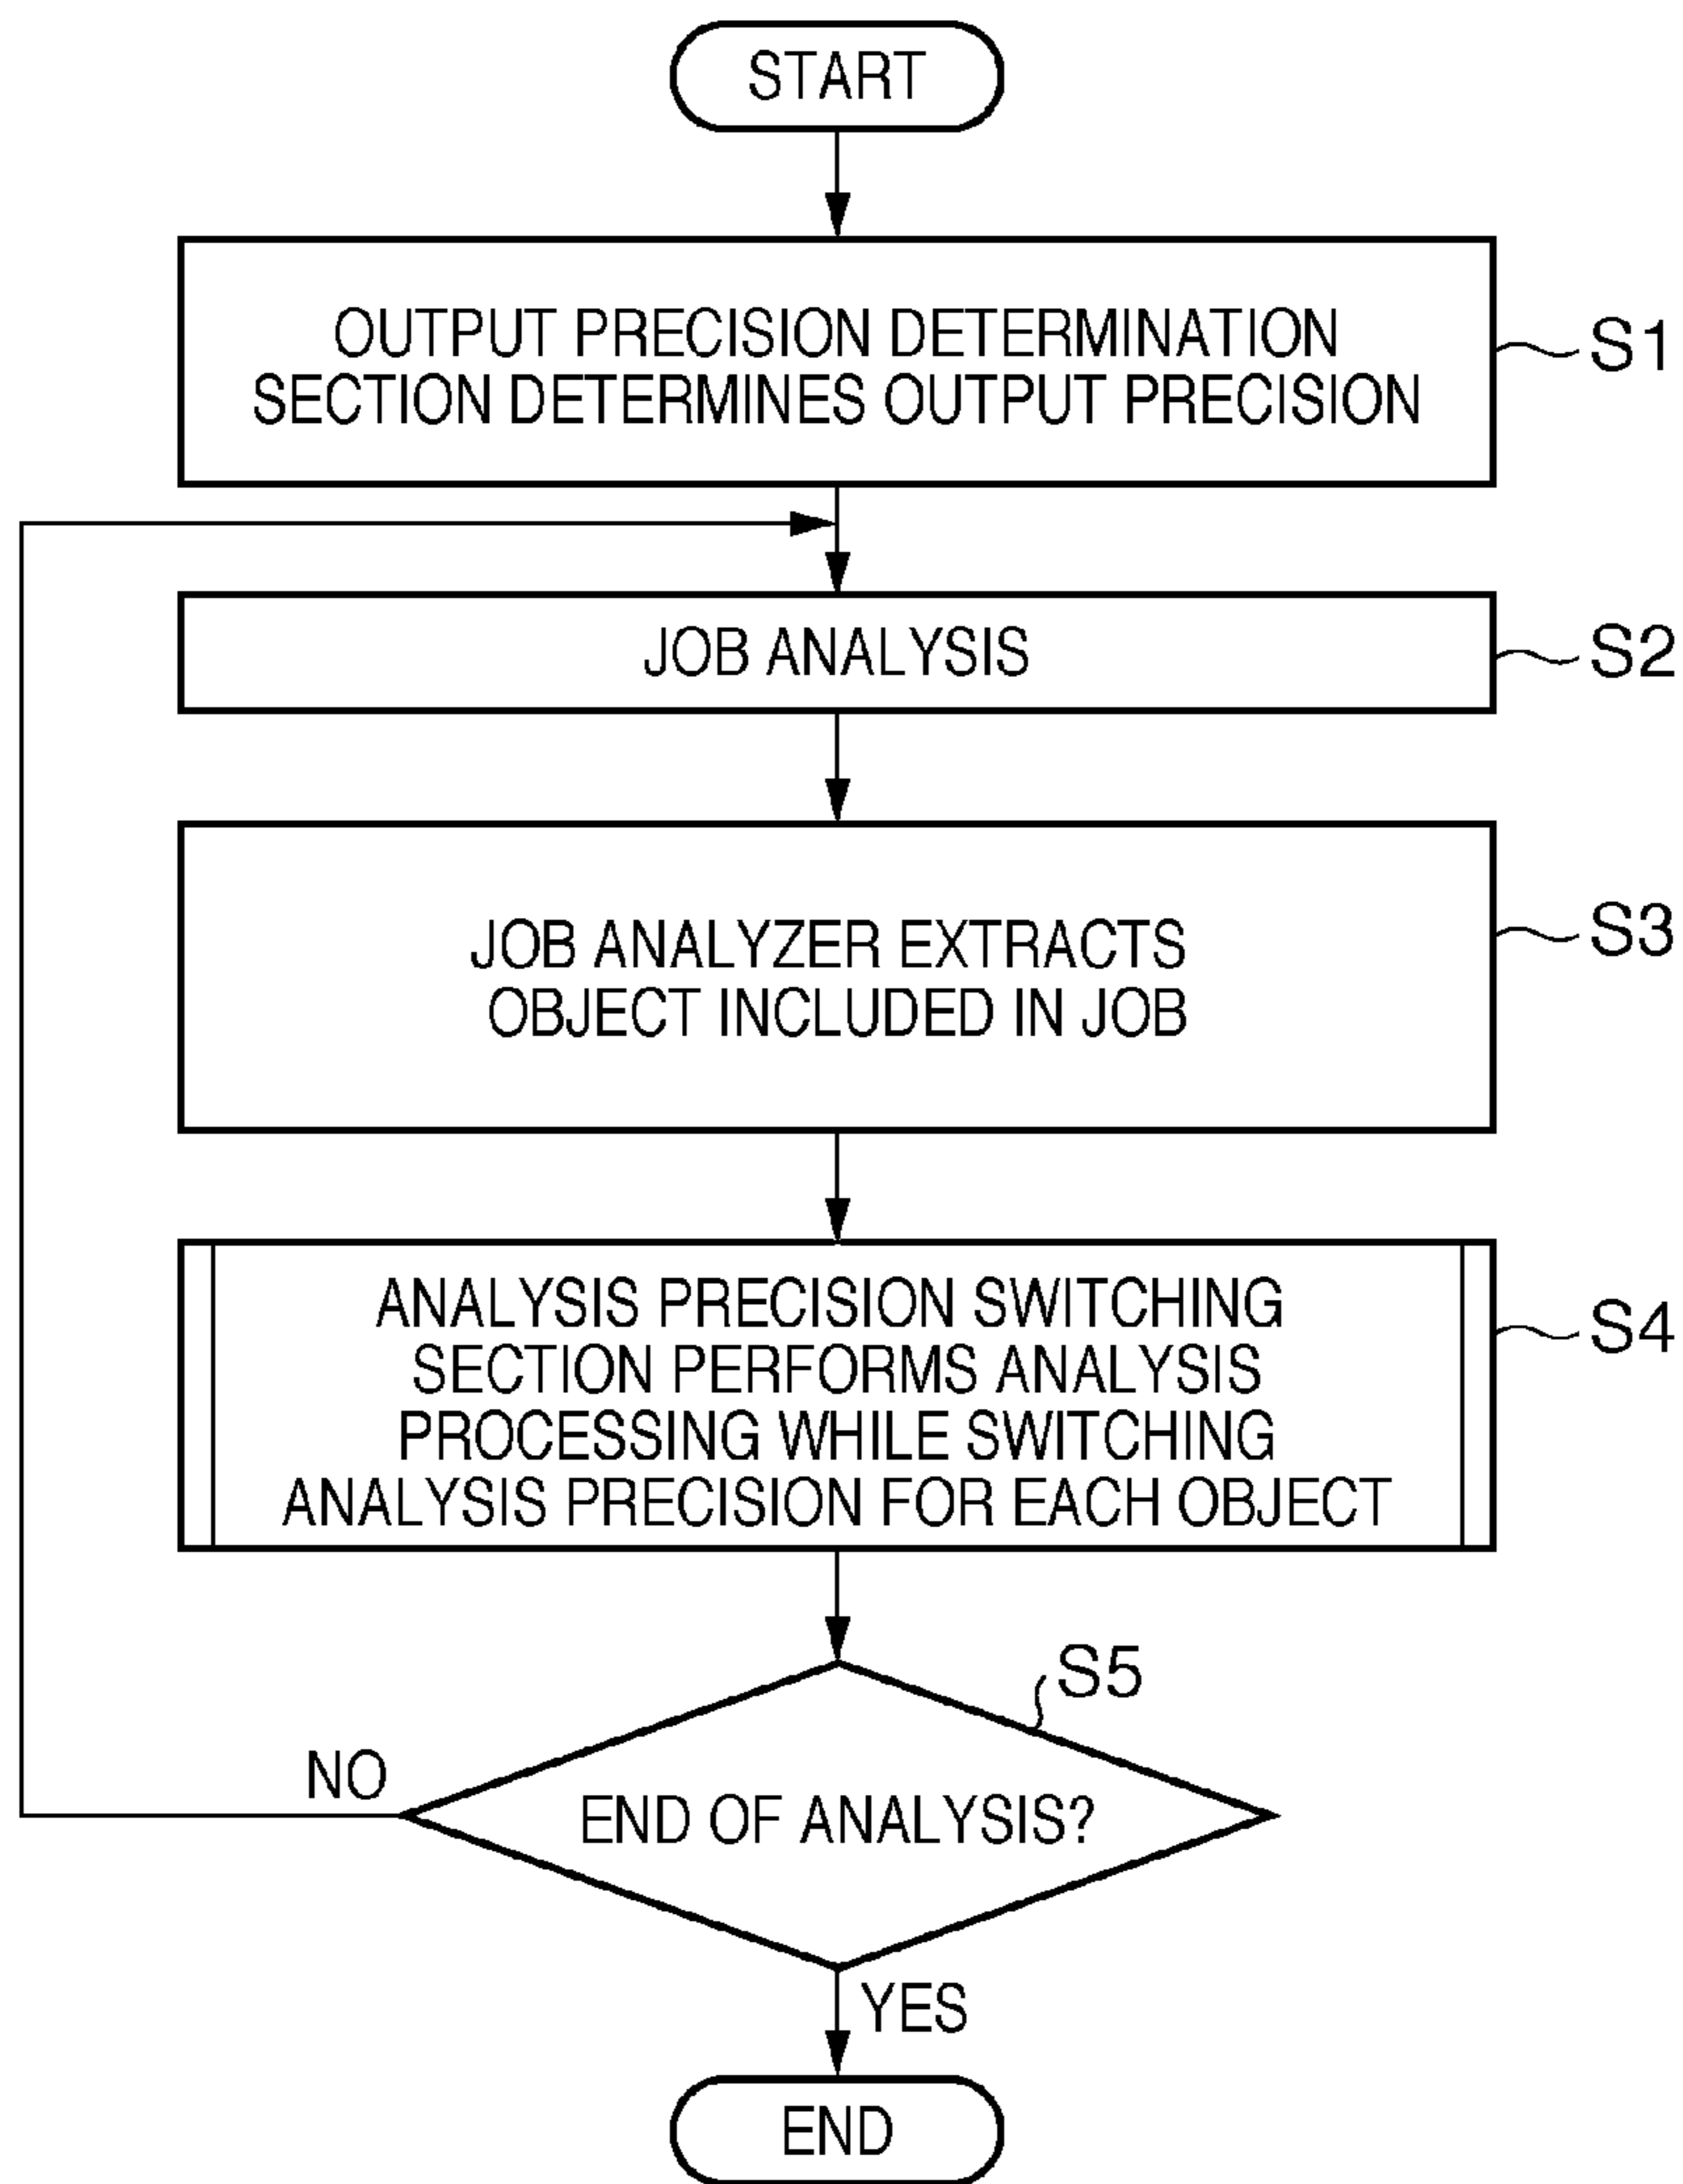 START
OUTPUT PRECISION DETERMINATION
SECTION DETERMINES OUTPUT PRECISION
S1
JOB ANALYSIS
S2
JOB ANALYZER EXTRACTS
OBJECT INCLUDED IN JOB
S3
ANALYSIS PRECISION SWITCHING
SECTION PERFORMS ANALYSIS
PROCESSING WHILE SWITCHING
ANALYSIS PRECISION FOR EACH OBJECT
S4
S5
NO
END OF ANALYSIS?
YES
END